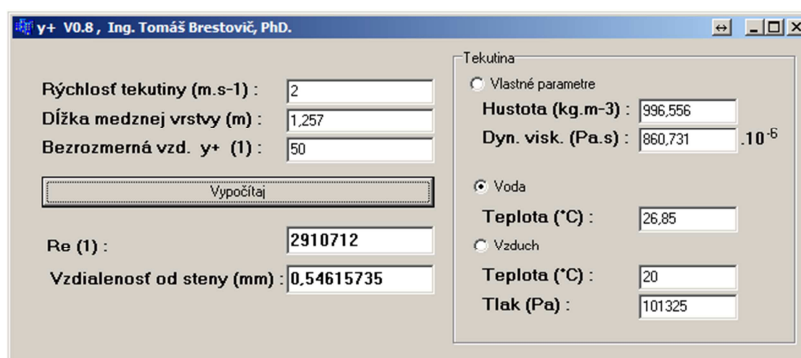 y+ V0.8 , Ing. Tomáš Brestovič, PhD.
Rýchlosť tekutiny (m.s-1) : 2
Dĺžka medznej vrstvy (m) : 1,257
Bezrozmerná vzd. y+ (1) : 50
Vypočítaj
Re (1) : 2910712
Vzdialenosť od steny (mm) : 0,54615735
Tekutina
Vlastné parametre
Hustota (kg.m-3) : 996,556
Dyn. visk. (Pa.s) : 860,731 .10-6
Voda
Teplota (°C) : 26,85
Vzduch
Teplota (°C) : 20
Tlak (Pa) : 101325